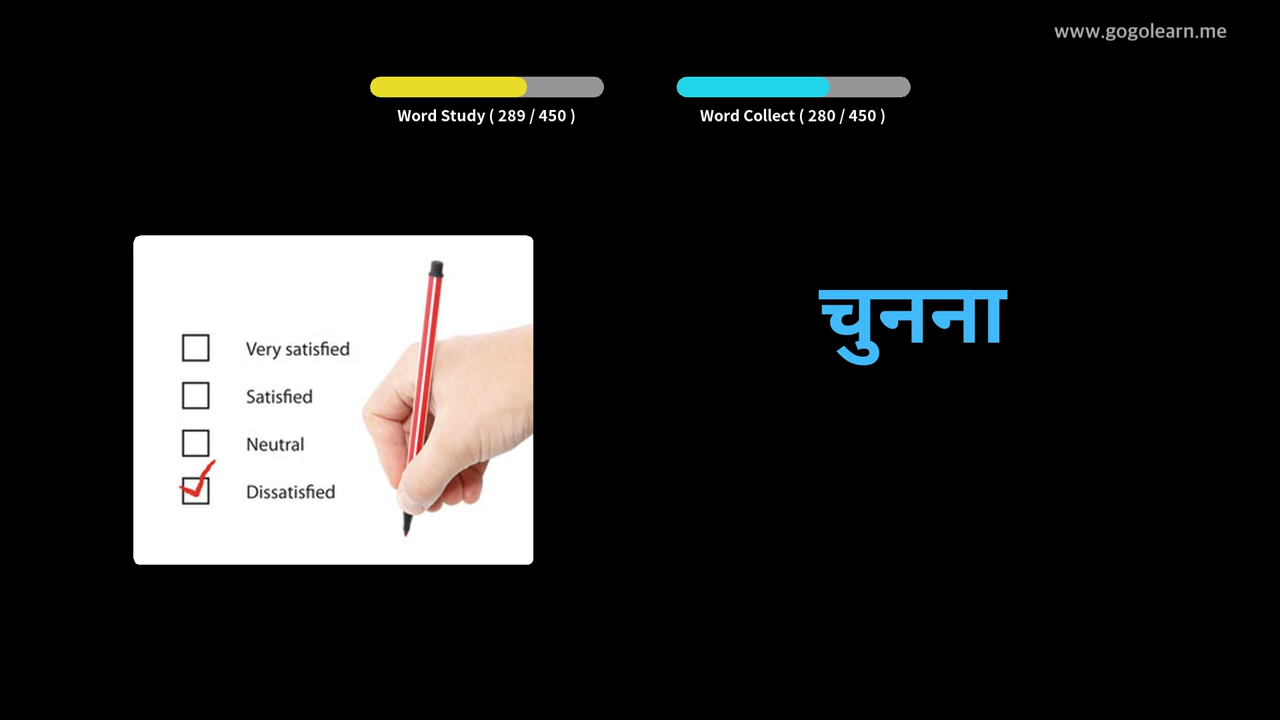 www.gogolearn.me
Word Study ( 289 / 450 )
Word Collect ( 280 / 450 )
Very satisfied
Satisfied
Neutral
Dissatisfied
चुनना